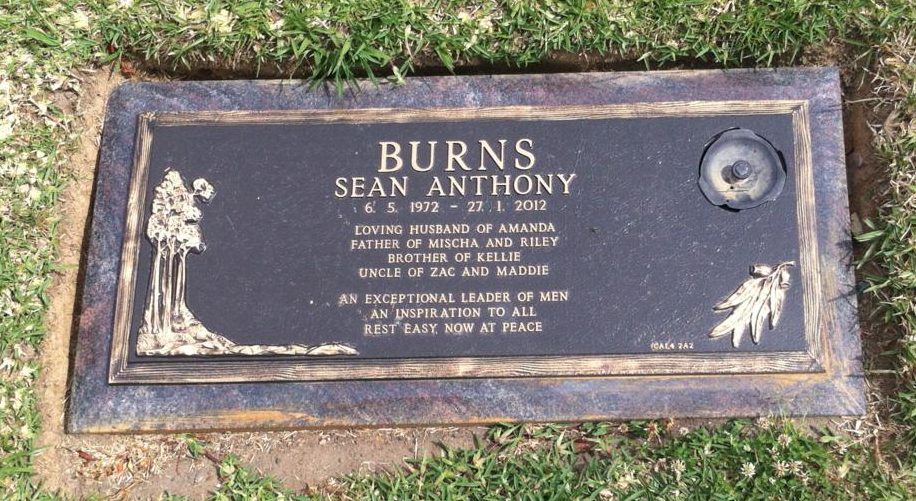 BURNS
SEAN ANTHONY
6. 5. 1972 - 27. 1. 2012
LOVING HUSBAND OF AMANDA
FATHER OF MISCHA AND RILEY
BROTHER OF KELLIE
UNCLE OF ZAC AND MADDIE
AN EXCEPTIONAL LEADER OF MEN
AN INSPIRATION TO ALL
REST EASY, NOW AT PEACE